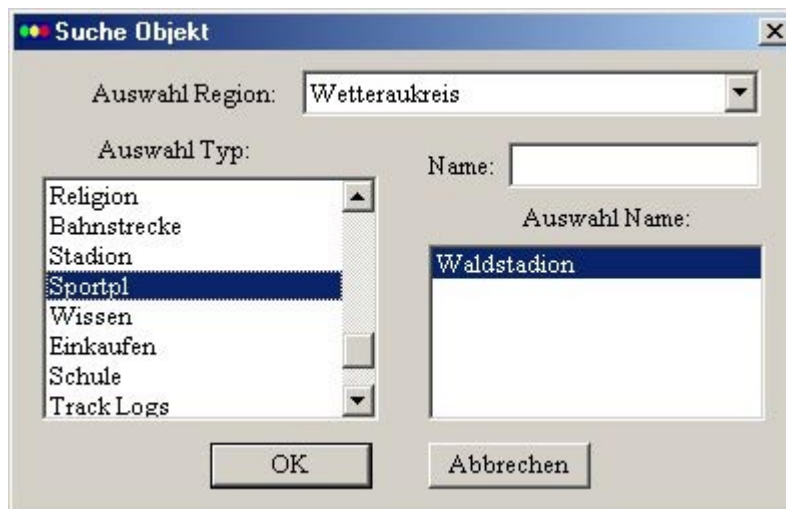 Suche Objekt
Auswahl Region: Wetteraukreis
Auswahl Typ:
Religion
Bahnstrecke
Stadion
Sportpl
Wissen
Einkaufen
Schule
Track Logs
Name:
Auswahl Name:
Waldstadion
OK
Abbrechen